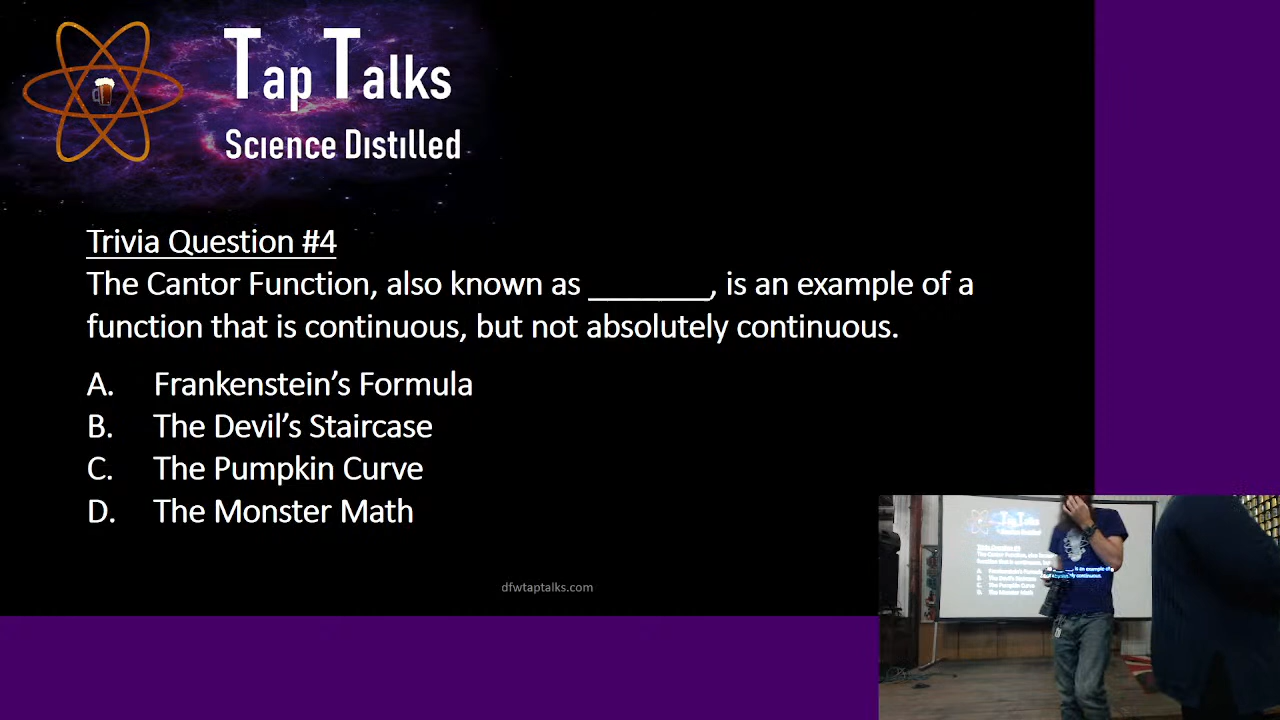 Tap Talks
Science Distilled
Trivia Question #4
The Cantor Function, also known as _______, is an example of a
function that is continuous, but not absolutely continuous.
A. Frankenstein’s Formula
B. The Devil’s Staircase
C. The Pumpkin Curve
D. The Monster Math
dfwtaptalks.com